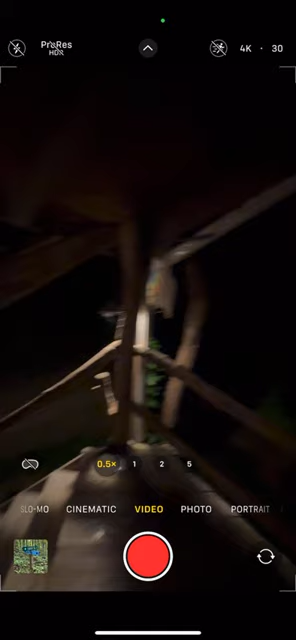 ProRes
HDR
4K · 30
0.5× 1 2 5
SLO-MO CINEMATIC VIDEO PHOTO PORTRAIT